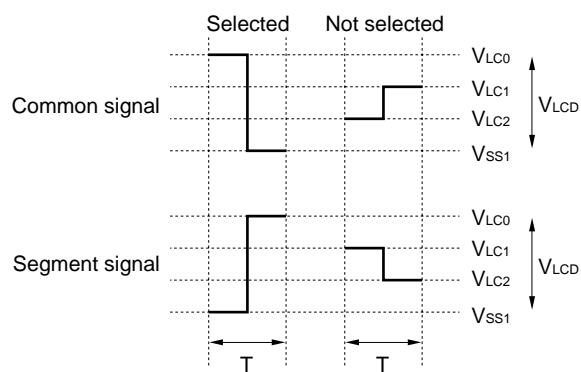 Selected Not selected
VLC0
VLC1
Common signal VLCD
VLC2
VSS1
VLC0
VLC1
Segment signal VLCD
VLC2
VSS1
T T